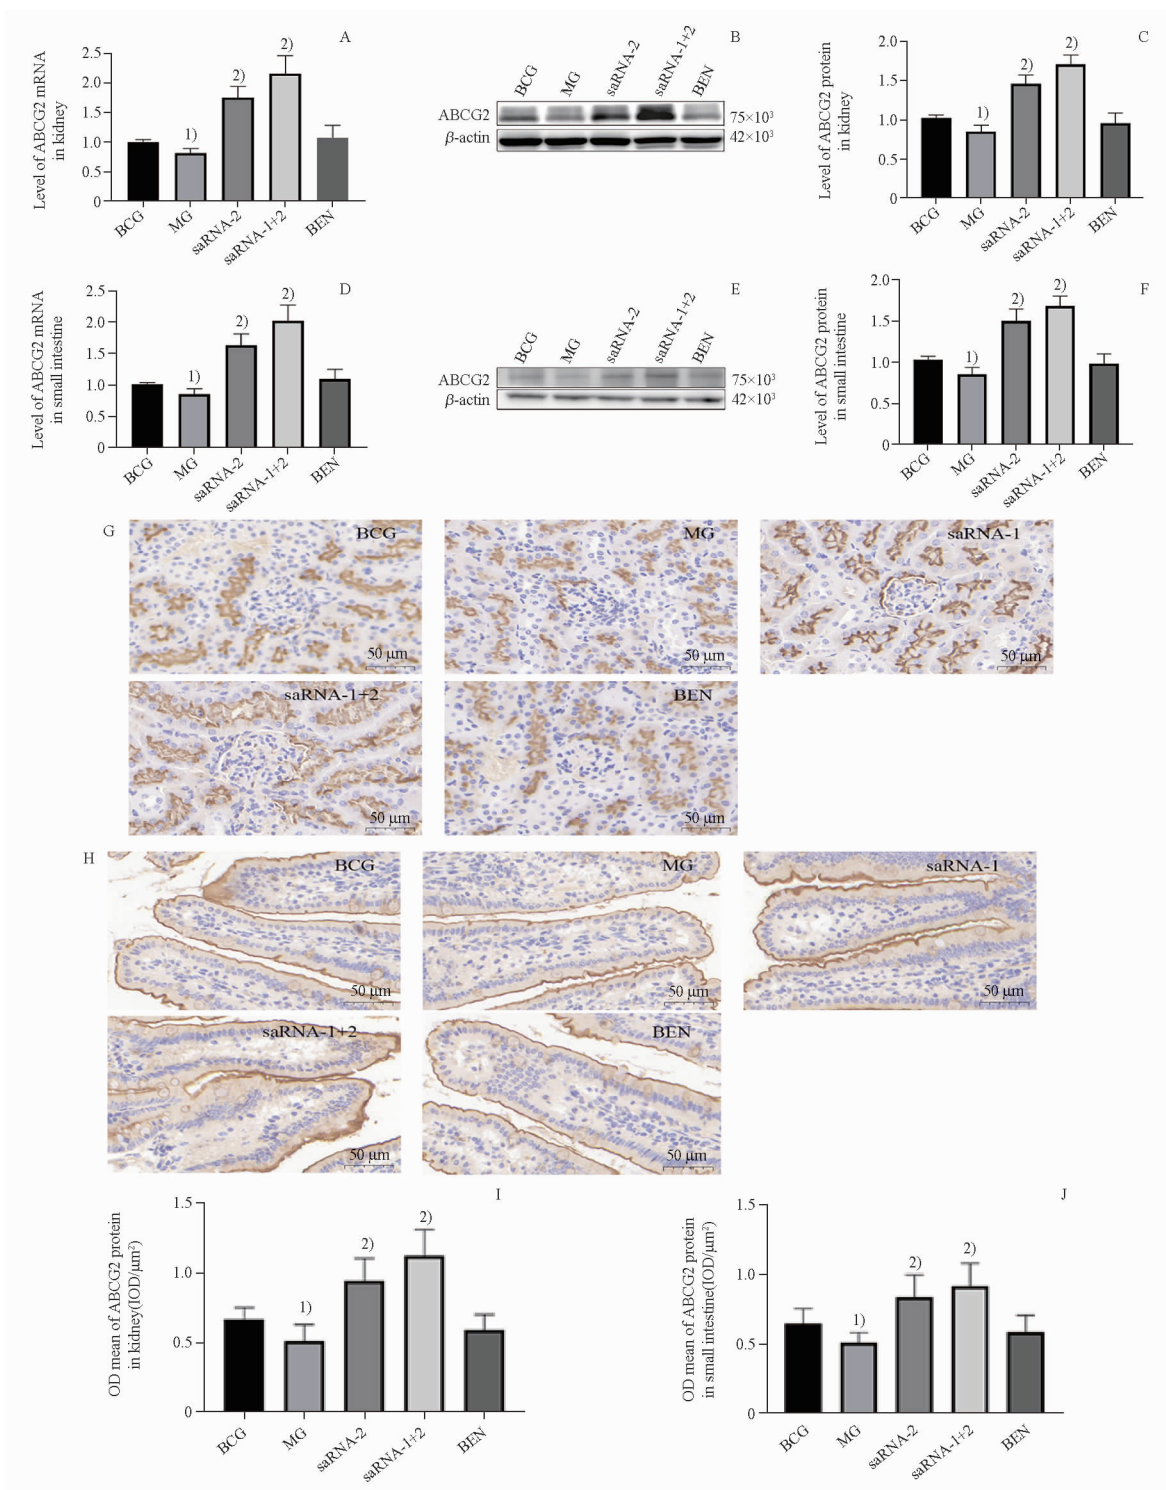 A
Level of ABCG2 mRNA
in kidney
2.5
2.0
1.5
1.0
0.5
0
1)
2)
2)
BCG
MG
saRNA-2
saRNA-1+2
BEN
B
BCG
MG
saRNA-2
saRNA-1+2
BEN
ABCG2
75×10³
β-actin
42×10³
C
Level of ABCG2 protein
in kidney
2.0
1.5
1.0
0.5
0
1)
2)
2)
BCG
MG
saRNA-2
saRNA-1+2
BEN
D
Level of ABCG2 mRNA
in small intestine
2.5
2.0
1.5
1.0
0.5
0
1)
2)
2)
BCG
MG
saRNA-2
saRNA-1+2
BEN
E
BCG
MG
saRNA-2
saRNA-1+2
BEN
ABCG2
75×10³
β-actin
42×10³
F
Level of ABCG2 protein
in small intestine
2.0
1.5
1.0
0.5
0
1)
2)
2)
BCG
MG
saRNA-2
saRNA-1+2
BEN
G
BCG
50 μm
MG
50 μm
saRNA-1
50 μm
saRNA-1+2
50 μm
BEN
50 μm
H
BCG
50 μm
MG
50 μm
saRNA-1
50 μm
saRNA-1+2
50 μm
BEN
50 μm
I
OD mean of ABCG2 protein
in kidney(IOD/μm²)
1.5
1.0
0.5
0
1)
2)
2)
BCG
MG
saRNA-2
saRNA-1+2
BEN
J
OD mean of ABCG2 protein
in small intestine(IOD/μm²)
1.5
1.0
0.5
0
1)
2)
2)
BCG
MG
saRNA-2
saRNA-1+2
BEN